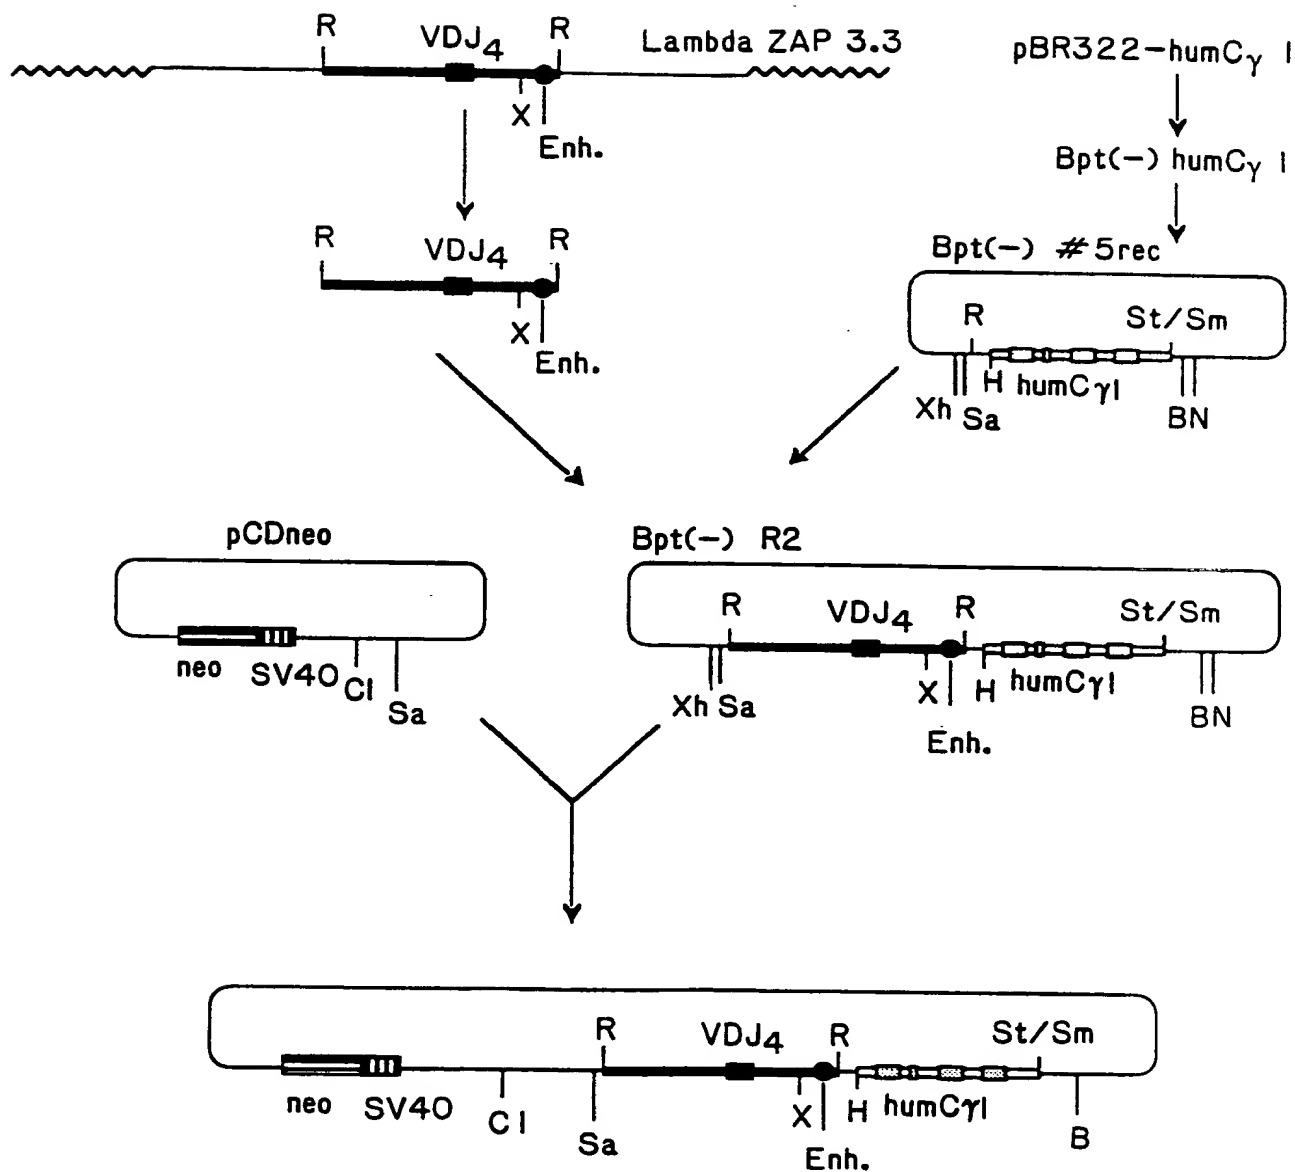 R
VDJ4
R
Lambda ZAP 3.3
X
Enh.
pBR322-humCγ 1
Bpt(-) humCγ 1
R
VDJ4
R
X
Enh.
Bpt(-) #5rec
R
St/Sm
H
humCγ1
Xh Sa
BN
pCDneo
neo
SV40
Cl
Sa
Bpt(-) R2
R
VDJ4
R
St/Sm
Xh Sa
X
H
humCγ1
Enh.
BN
R
VDJ4
R
St/Sm
neo
SV40
Cl
Sa
X
H
humCγ1
Enh.
B